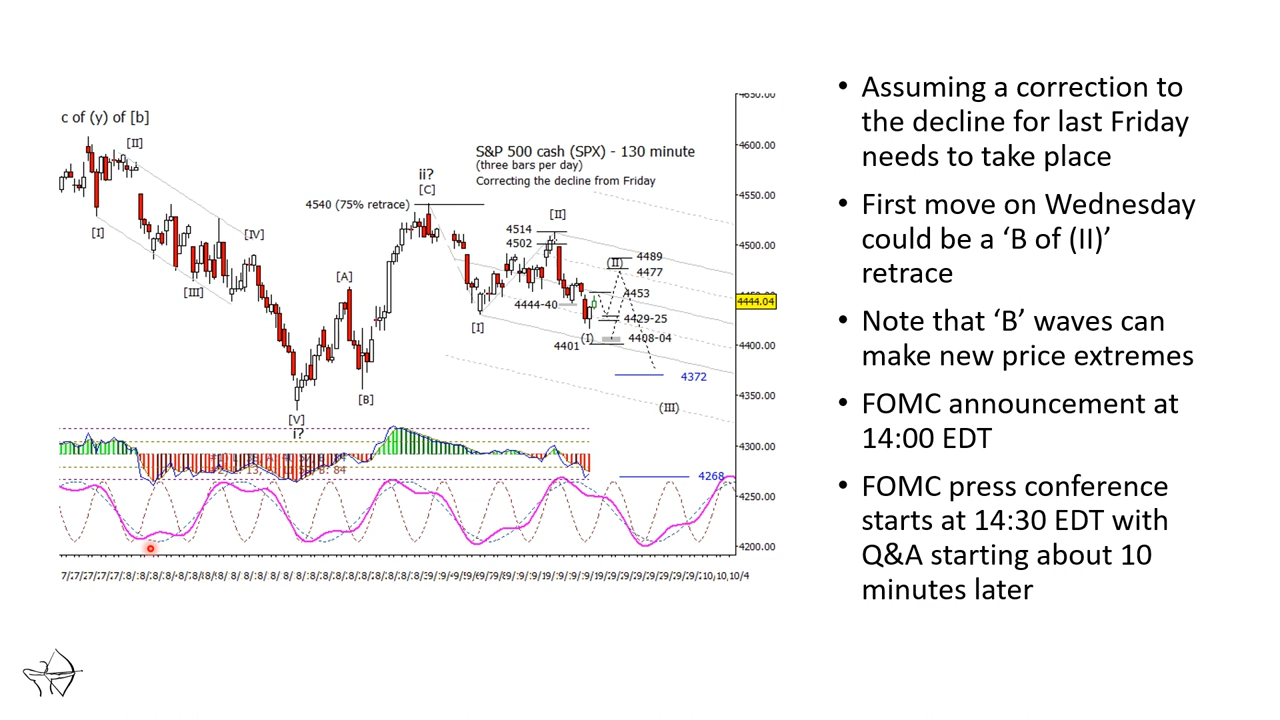 c of (y) of [b]
[II]
[I]
[III]
[IV]
[V]
i?
[A]
[B]
4540 (75% retrace)
ii?
[C]
S&P 500 cash (SPX) - 130 minute
(three bars per day)
Correcting the decline from Friday
[II]
4514
4502
[I]
(II)
4489
4477
4453
4444-40
4429-25
(I)
4401
4408-04
4372
(III)
4268
4600.00
4550.00
4500.00
4444.04
4400.00
4350.00
4300.00
4250.00
4200.00
• Assuming a correction to
the decline for last Friday
needs to take place
• First move on Wednesday
could be a ‘B of (II)’
retrace
• Note that ‘B’ waves can
make new price extremes
• FOMC announcement at
14:00 EDT
• FOMC press conference
starts at 14:30 EDT with
Q&A starting about 10
minutes later